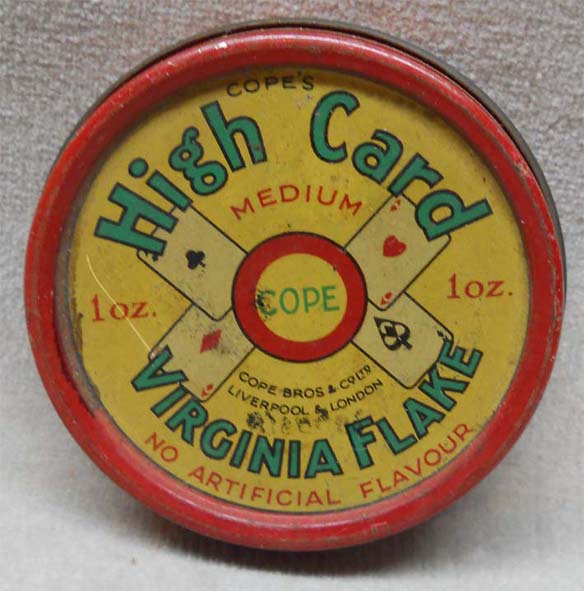 COPE'S
High Card
MEDIUM
1oz.
1oz.
COPE
COPE BROS & CO LTD
LIVERPOOL & LONDON
VIRGINIA FLAKE
NO ARTIFICIAL FLAVOUR